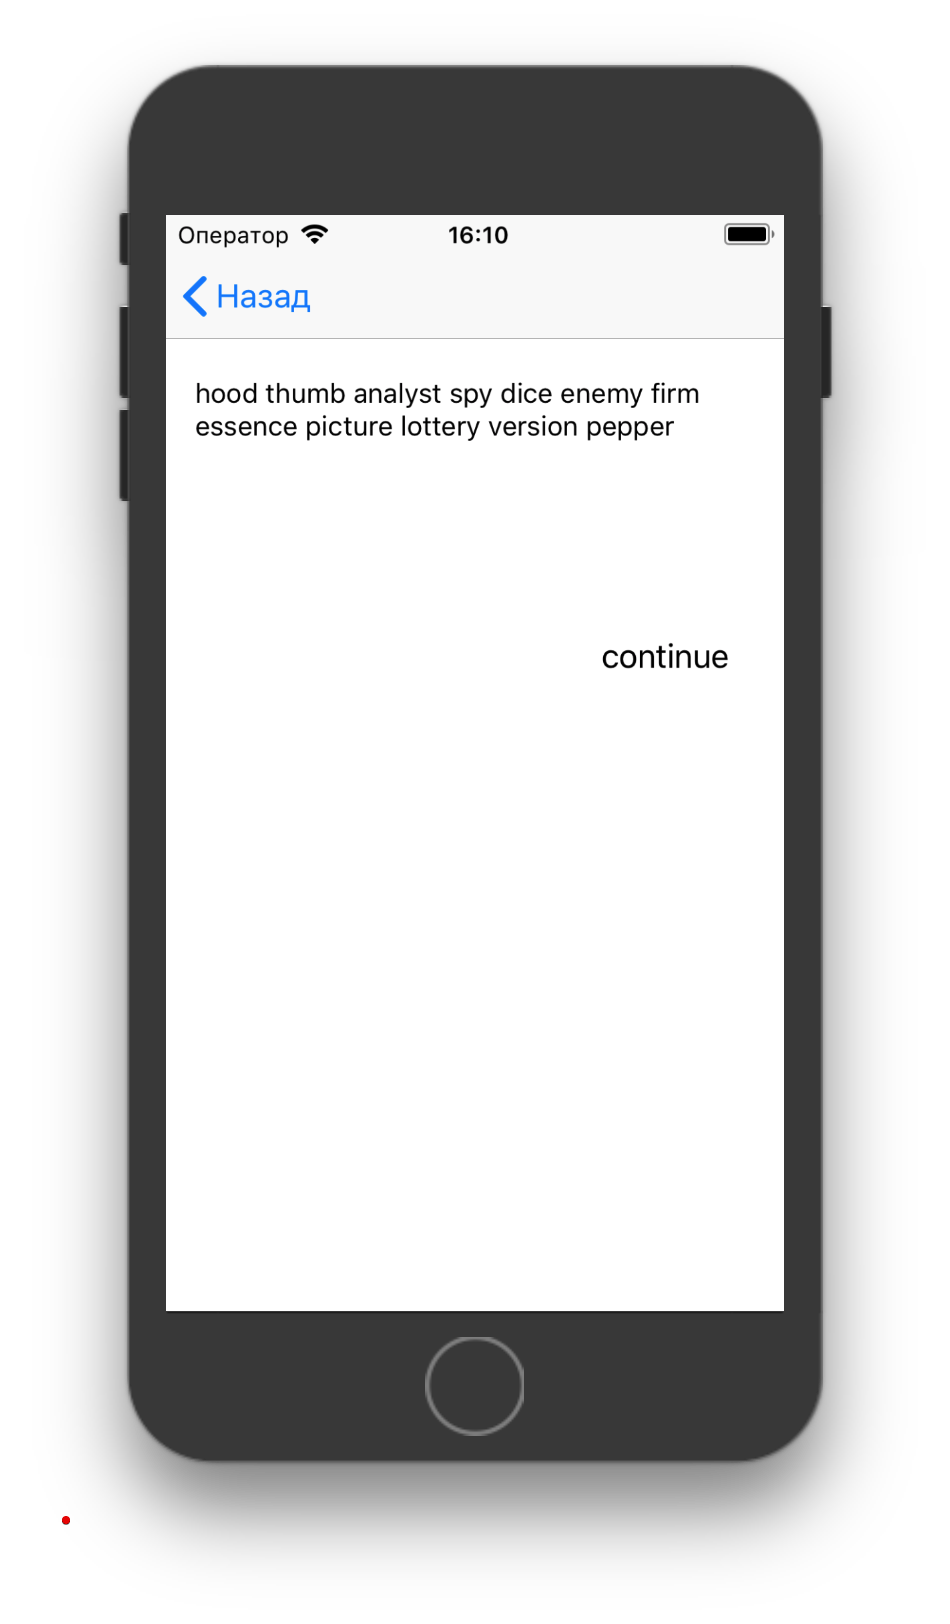 Оператор 16:10
Назад
hood thumb analyst spy dice enemy firm
essence picture lottery version pepper
continue